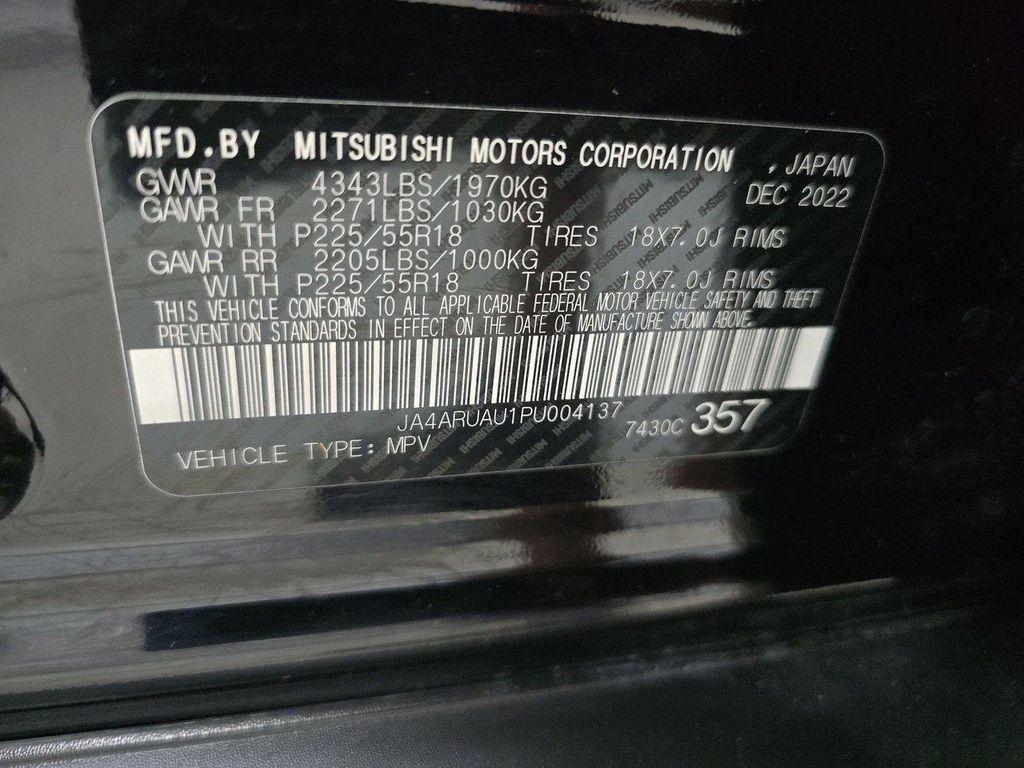 MFD.BY MITSUBISHI MOTORS CORPORATION , JAPAN
GVWR 4343LBS/1970KG DEC 2022
GAWR FR 2271LBS/1030KG
WITH P225/55R18 TIRES 18X7.0J RIMS
GAWR RR 2205LBS/1000KG
WITH P225/55R18 TIRES 18X7.0J RIMS
THIS VEHICLE CONFORMS TO ALL APPLICABLE FEDERAL MOTOR VEHICLE SAFETY AND THEFT
PREVENTION STANDARDS IN EFFECT ON THE DATE OF MANUFACTURE SHOWN ABOVE.
JA4ARUAU1PU004137
7430C 357
VEHICLE TYPE: MPV